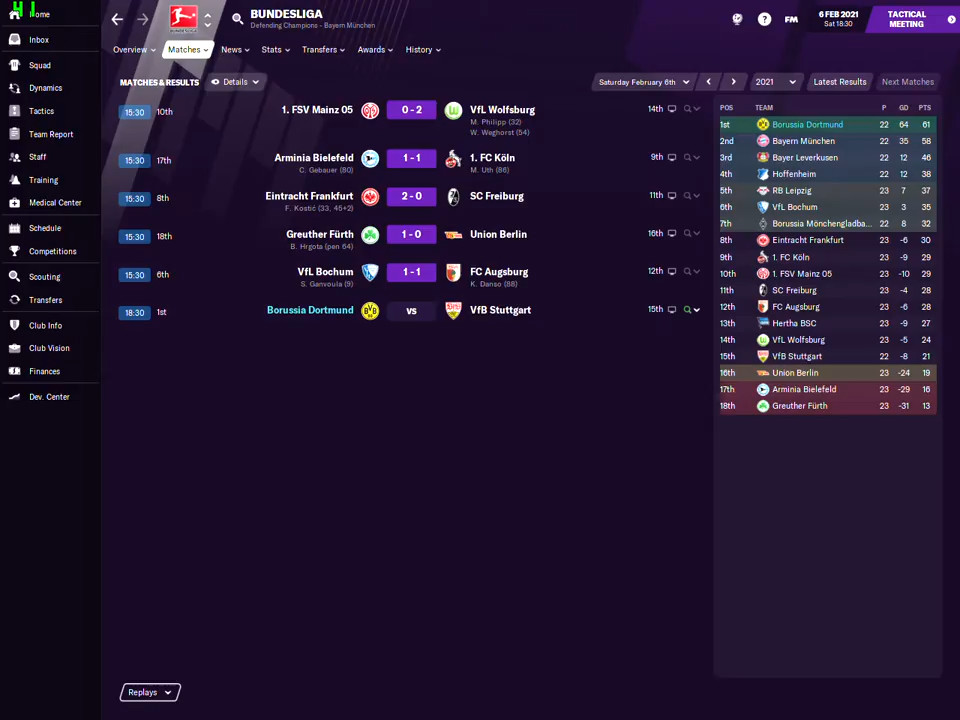 Home
BUNDESLIGA
Defending Champions - Bayern München
6 FEB 2021
Sat 18:30
FM
TACTICAL
MEETING
Overview
Matches
News
Stats
Transfers
Awards
History
Inbox
Squad
Dynamics
Tactics
Team Report
Staff
Training
Medical Center
Schedule
Competitions
Scouting
Transfers
Club Info
Club Vision
Finances
Dev. Center
MATCHES & RESULTS
Details
Saturday February 6th
2021
Latest Results
Next Matches
15:30 10th 1. FSV Mainz 05 0 - 2 VfL Wolfsburg 14th
M. Philipp (32)
W. Weghorst (54)
15:30 17th Arminia Bielefeld 1 - 1 1. FC Köln 9th
C. Gebauer (80) M. Uth (86)
15:30 8th Eintracht Frankfurt 2 - 0 SC Freiburg 11th
F. Kostić (33, 45+2)
15:30 18th Greuther Fürth 1 - 0 Union Berlin 16th
B. Hrgota (pen 64)
15:30 6th VfL Bochum 1 - 1 FC Augsburg 12th
S. Ganvoula (9) K. Danso (88)
18:30 1st Borussia Dortmund vs VfB Stuttgart 15th
POS TEAM P GD PTS
1st Borussia Dortmund 22 64 61
2nd Bayern München 22 35 58
3rd Bayer Leverkusen 22 12 46
4th Hoffenheim 22 12 38
5th RB Leipzig 22 7 37
6th VfL Bochum 22 3 35
7th Borussia Mönchengladba... 22 8 32
8th Eintracht Frankfurt 23 -6 30
9th 1. FC Köln 23 -9 29
10th 1. FSV Mainz 05 23 -10 29
11th SC Freiburg 23 -4 28
12th FC Augsburg 23 -6 28
13th Hertha BSC 23 -9 27
14th VfL Wolfsburg 23 -5 24
15th VfB Stuttgart 22 -8 21
16th Union Berlin 23 -24 19
17th Arminia Bielefeld 23 -29 16
18th Greuther Fürth 23 -31 13
Replays